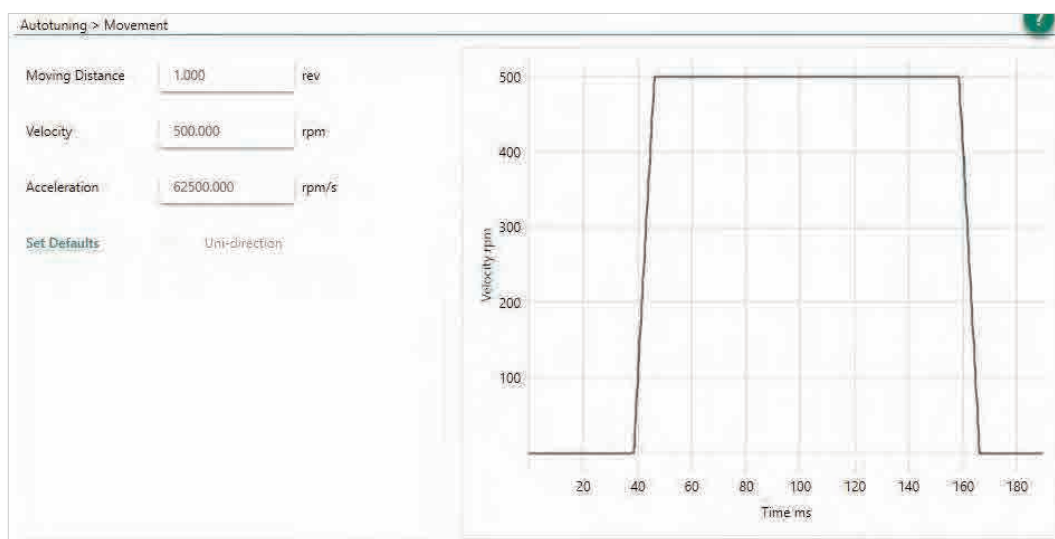 Autotuning > Movement
?
Moving Distance 1.000 rev
Velocity 500.000 rpm
Acceleration 62500.000 rpm/s
Set Defaults Uni-direction
500
400
300
200
100
Velocity rpm
20 40 60 80 100 120 140 160 180
Time ms